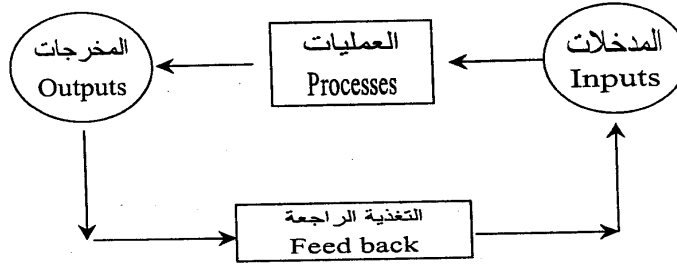 المدخلات
Inputs
العمليات
Processes
المخرجات
Outputs
التغذية الراجعة
Feed back